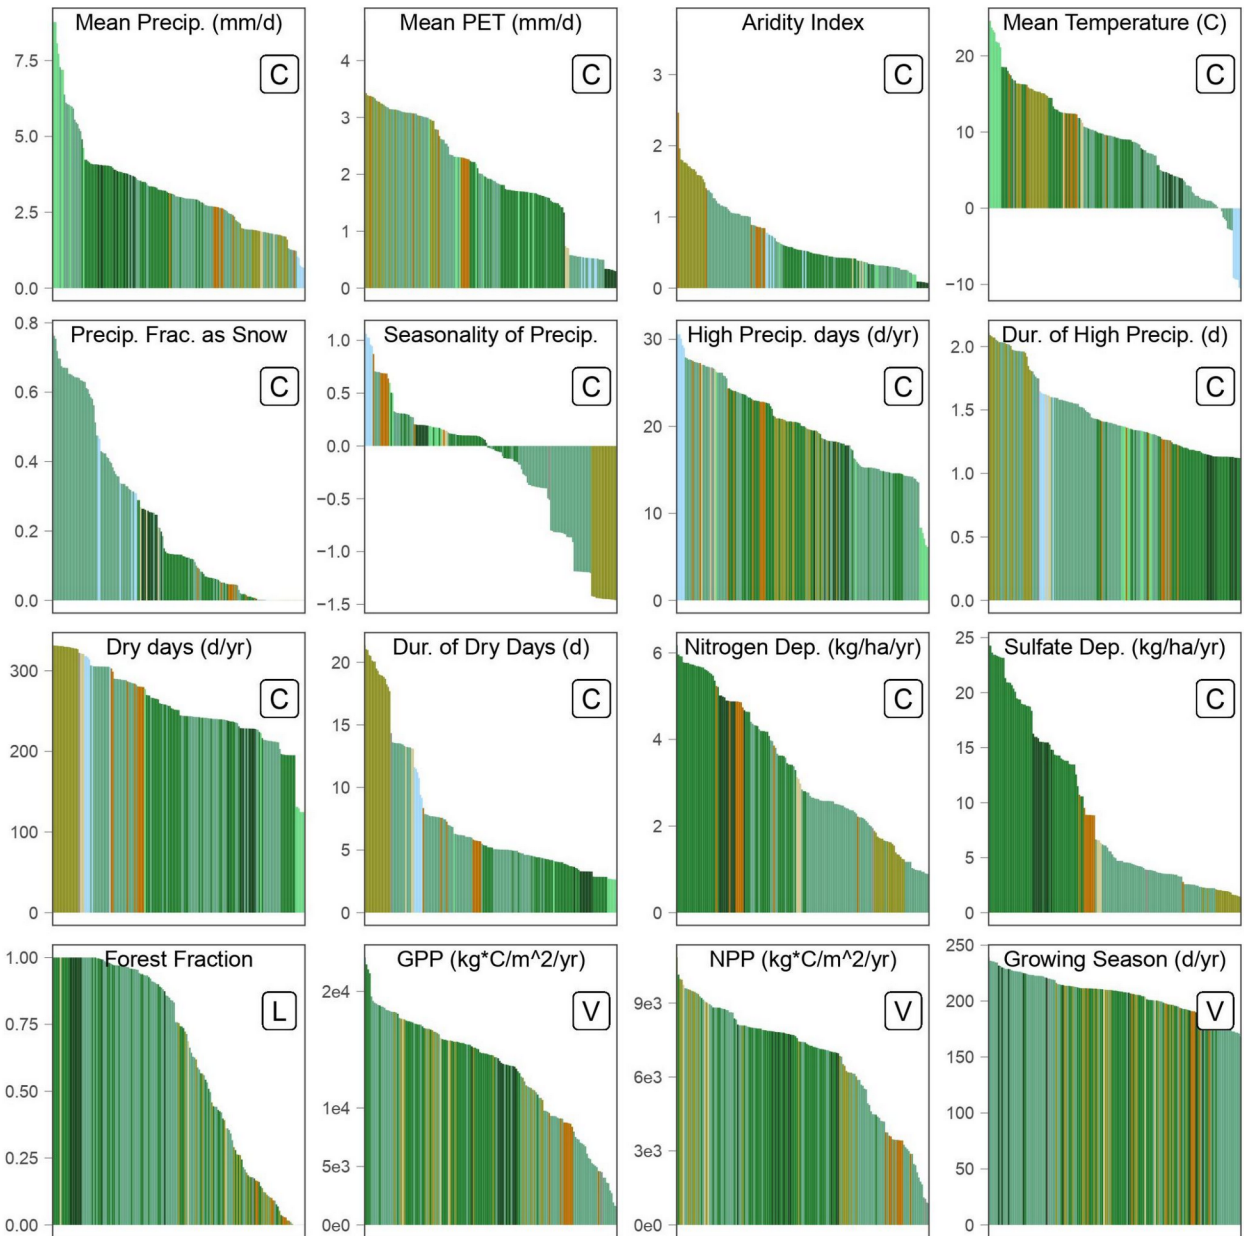 Mean Precip. (mm/d)
C
7.5
5.0
2.5
0.0
Mean PET (mm/d)
C
4
3
2
1
0
Aridity Index
C
3
2
1
0
Mean Temperature (C)
C
20
10
0
−10
Precip. Frac. as Snow
C
0.8
0.6
0.4
0.2
0.0
Seasonality of Precip.
C
1.0
0.5
0.0
−0.5
−1.0
−1.5
High Precip. days (d/yr)
C
30
20
10
0
Dur. of High Precip. (d)
C
2.0
1.5
1.0
0.5
0.0
Dry days (d/yr)
C
300
200
100
0
Dur. of Dry Days (d)
C
20
15
10
5
0
Nitrogen Dep. (kg/ha/yr)
C
6
4
2
0
Sulfate Dep. (kg/ha/yr)
C
25
20
15
10
5
0
Forest Fraction
L
1.00
0.75
0.50
0.25
0.00
GPP (kg*C/m^2/yr)
V
2e4
1e4
5e3
0e0
NPP (kg*C/m^2/yr)
V
9e3
6e3
3e3
0e0
Growing Season (d/yr)
V
250
200
150
100
50
0